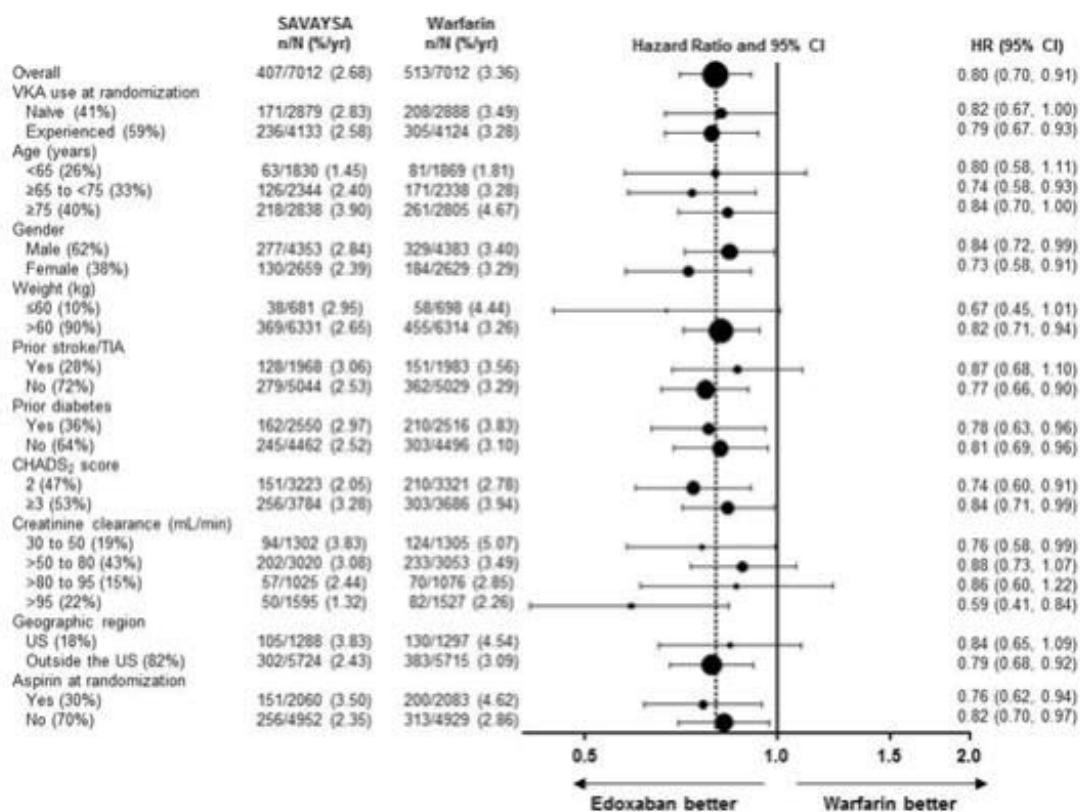 SAVAYSA Warfarin
n/N (%/yr) n/N (%/yr) Hazard Ratio and 95% CI HR (95% CI)
Overall 407/7012 (2.68) 513/7012 (3.36) 0.80 (0.70, 0.91)
VKA use at randomization
Naïve (41%) 171/2879 (2.83) 208/2888 (3.49) 0.82 (0.67, 1.00)
Experienced (59%) 236/4133 (2.58) 305/4124 (3.28) 0.79 (0.67, 0.93)
Age (years)
<65 (26%) 63/1830 (1.45) 81/1869 (1.81) 0.80 (0.58, 1.11)
≥65 to <75 (33%) 126/2344 (2.40) 171/2338 (3.28) 0.74 (0.58, 0.93)
≥75 (40%) 218/2838 (3.90) 261/2805 (4.67) 0.84 (0.70, 1.00)
Gender
Male (62%) 277/4353 (2.84) 329/4383 (3.40) 0.84 (0.72, 0.99)
Female (38%) 130/2659 (2.39) 184/2629 (3.29) 0.73 (0.58, 0.91)
Weight (kg)
≤60 (10%) 38/681 (2.95) 58/698 (4.44) 0.67 (0.45, 1.01)
>60 (90%) 369/6331 (2.65) 455/6314 (3.26) 0.82 (0.71, 0.94)
Prior stroke/TIA
Yes (28%) 128/1968 (3.06) 151/1983 (3.56) 0.87 (0.68, 1.10)
No (72%) 279/5044 (2.53) 362/5029 (3.29) 0.77 (0.66, 0.90)
Prior diabetes
Yes (36%) 162/2550 (2.97) 210/2516 (3.83) 0.78 (0.63, 0.96)
No (64%) 245/4462 (2.52) 303/4496 (3.10) 0.81 (0.69, 0.96)
CHADS₂ score
2 (47%) 151/3223 (2.05) 210/3321 (2.78) 0.74 (0.60, 0.91)
≥3 (53%) 256/3784 (3.28) 303/3686 (3.94) 0.84 (0.71, 0.99)
Creatinine clearance (mL/min)
30 to 50 (19%) 94/1302 (3.83) 124/1305 (5.07) 0.76 (0.58, 0.99)
>50 to 80 (43%) 202/3020 (3.08) 233/3053 (3.49) 0.88 (0.73, 1.07)
>80 to 95 (15%) 57/1025 (2.44) 70/1076 (2.85) 0.86 (0.60, 1.22)
>95 (22%) 50/1595 (1.32) 82/1527 (2.26) 0.59 (0.41, 0.84)
Geographic region
US (18%) 105/1288 (3.83) 130/1297 (4.54) 0.84 (0.65, 1.09)
Outside the US (82%) 302/5724 (2.43) 383/5715 (3.09) 0.79 (0.68, 0.92)
Aspirin at randomization
Yes (30%) 151/2060 (3.50) 200/2083 (4.62) 0.76 (0.62, 0.94)
No (70%) 256/4952 (2.35) 313/4929 (2.86) 0.82 (0.70, 0.97)
0.5 1.0 1.5 2.0
Edoxaban better Warfarin better